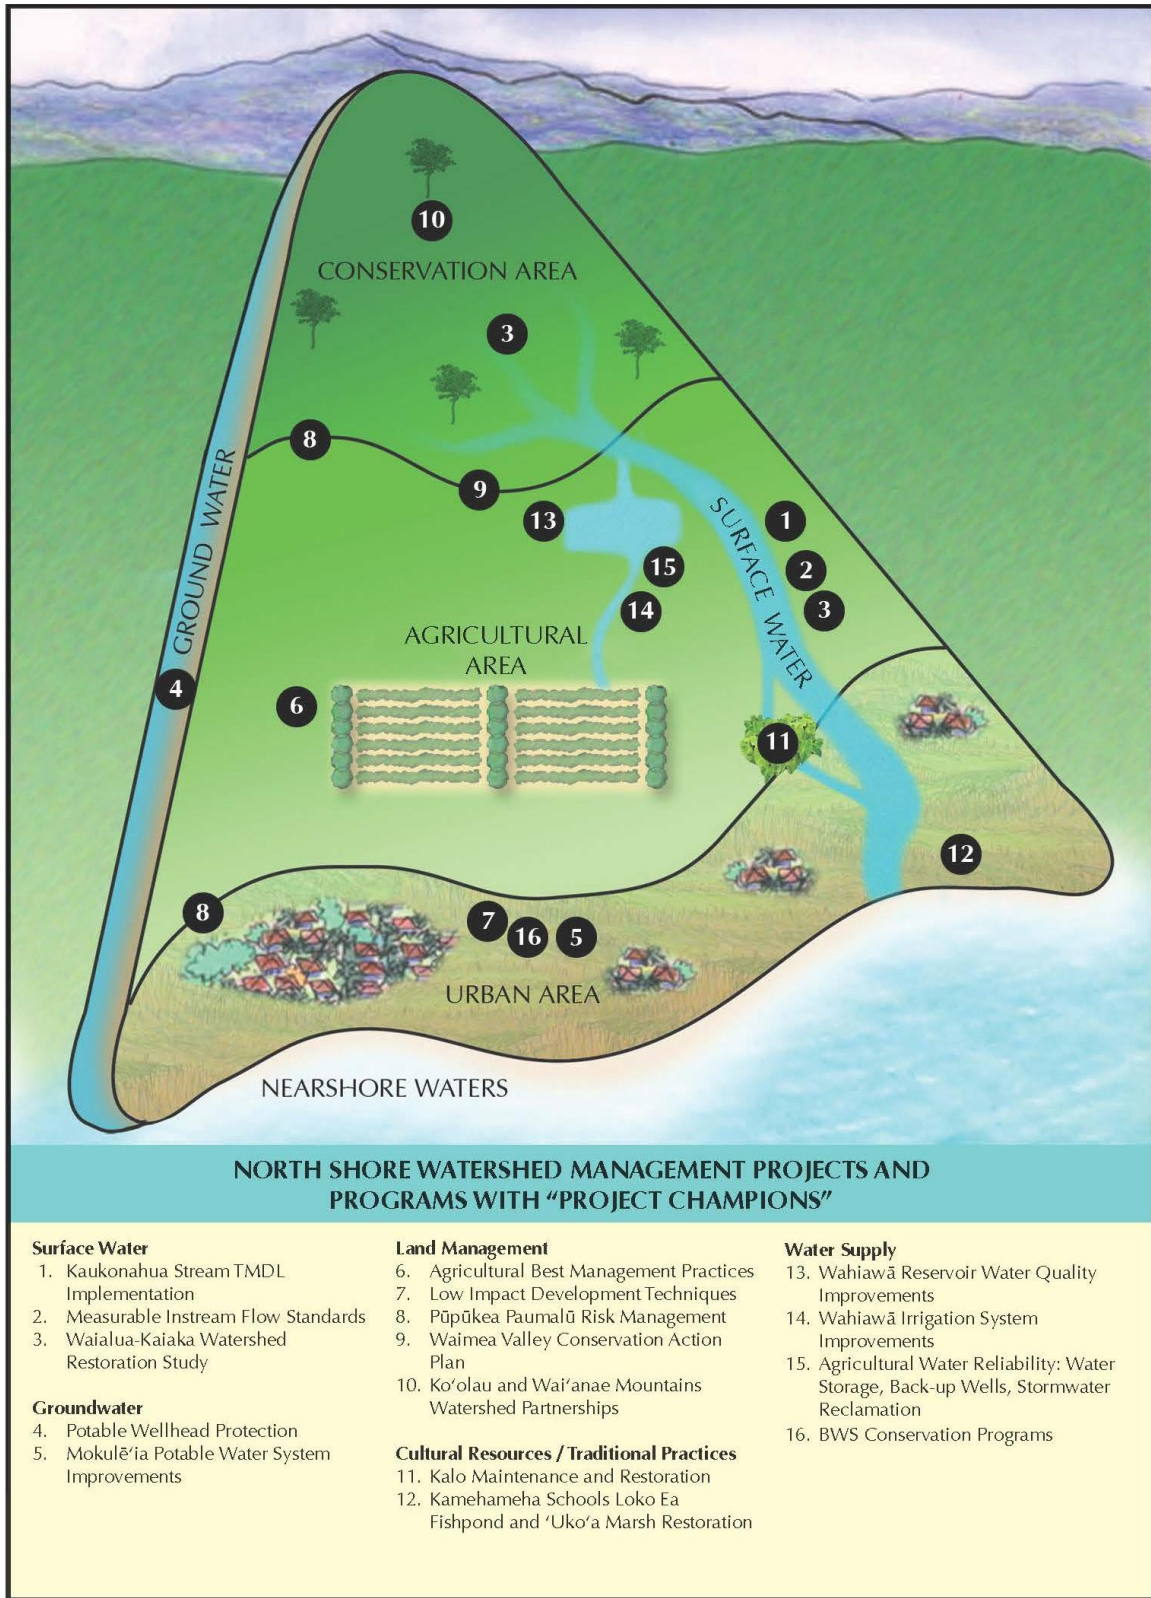 10
CONSERVATION AREA
3
8
9
GROUND WATER
13
SURFACE WATER
1
15
2
14
3
AGRICULTURAL
AREA
4
6
11
12
8
7
16
5
URBAN AREA
NEARSHORE WATERS
NORTH SHORE WATERSHED MANAGEMENT PROJECTS AND
PROGRAMS WITH “PROJECT CHAMPIONS”
Surface Water
1. Kaukonahua Stream TMDL
Implementation
2. Measurable Instream Flow Standards
3. Waialua-Kaiaka Watershed
Restoration Study
Groundwater
4. Potable Wellhead Protection
5. Mokulēʻia Potable Water System
Improvements
Land Management
6. Agricultural Best Management Practices
7. Low Impact Development Techniques
8. Pūpūkea Paumalū Risk Management
9. Waimea Valley Conservation Action
Plan
10. Koʻolau and Waiʻanae Mountains
Watershed Partnerships
Cultural Resources / Traditional Practices
11. Kalo Maintenance and Restoration
12. Kamehameha Schools Loko Ea
Fishpond and ʻUkoʻa Marsh Restoration
Water Supply
13. Wahiawā Reservoir Water Quality
Improvements
14. Wahiawā Irrigation System
Improvements
15. Agricultural Water Reliability: Water
Storage, Back-up Wells, Stormwater
Reclamation
16. BWS Conservation Programs